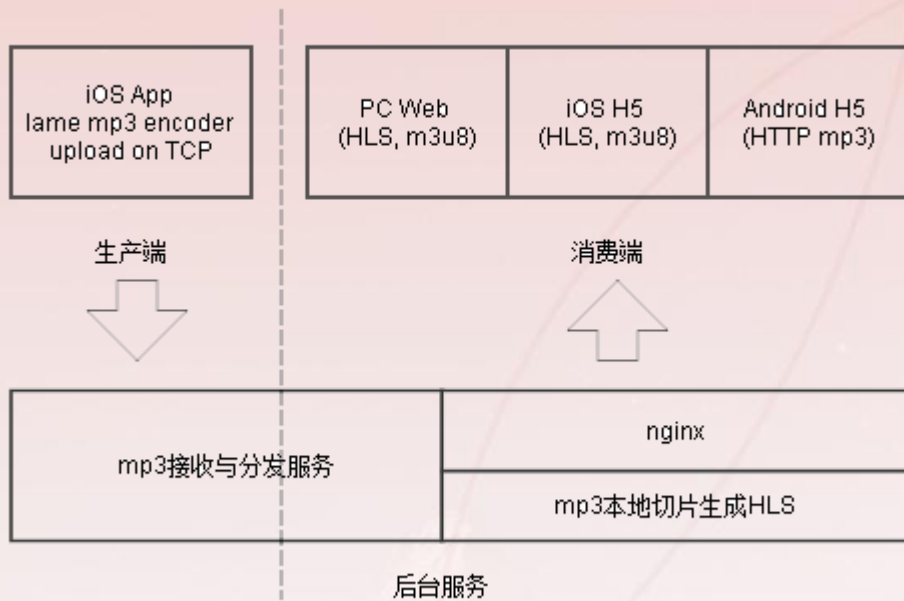 iOS App
lame mp3 encoder
upload on TCP
PC Web
(HLS, m3u8)
iOS H5
(HLS, m3u8)
Android H5
(HTTP mp3)
生产端
消费端
mp3接收与分发服务
nginx
mp3本地切片生成HLS
后台服务